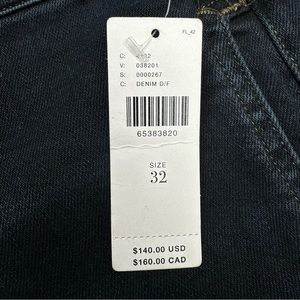 FL_42
C:
V: 038201
S: 0000267
C: DENIM D/F
65383820
SIZE
32
$140.00 USD
$160.00 CAD